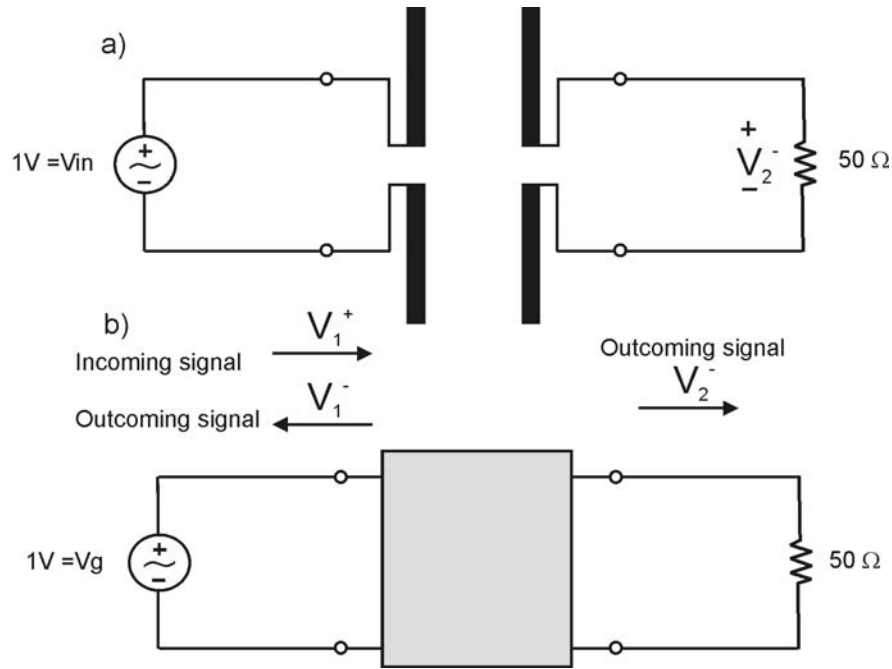 a)
1V =Vin
+
−
+
V₂⁻
−
50 Ω
b)
V₁⁺
Incoming signal
V₁⁻
Outcoming signal
Outcoming signal
V₂⁻
1V =Vg
+
−
50 Ω